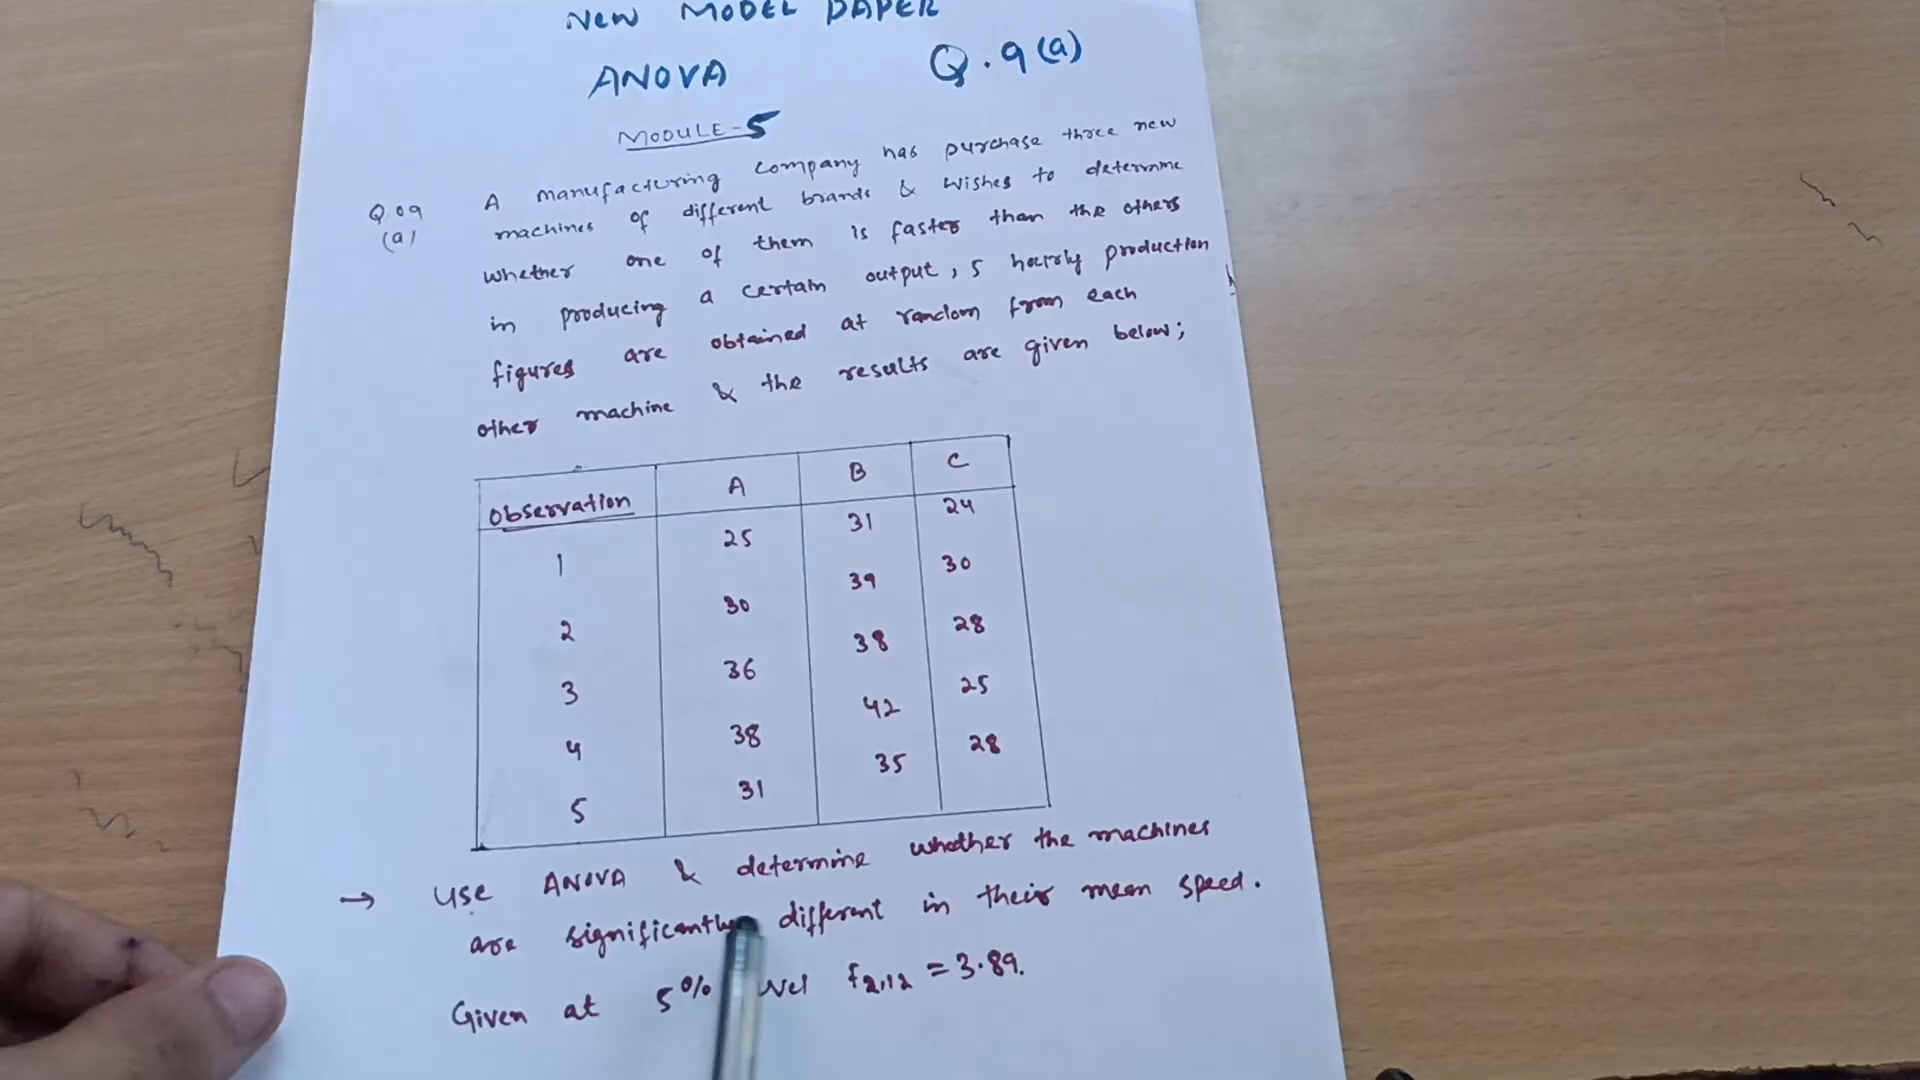 NEW MODEL PAPER
ANOVA Q.9(a)
MODULE-5
Q.09 A manufacturing company has purchase three new
(a) machines of different brands & wishes to determine
whether one of them is faster than the others
in producing a certain output, 5 hourly production
figures are obtained at random from each
other machine & the results are given below;
Observation A B C
1 25 31 24
2 30 39 30
3 36 38 28
4 38 42 25
5 31 35 28
→ Use ANOVA & determine whether the machines
are significantly different in their mean speed.
Given at 5% F2,12 = 3.89.